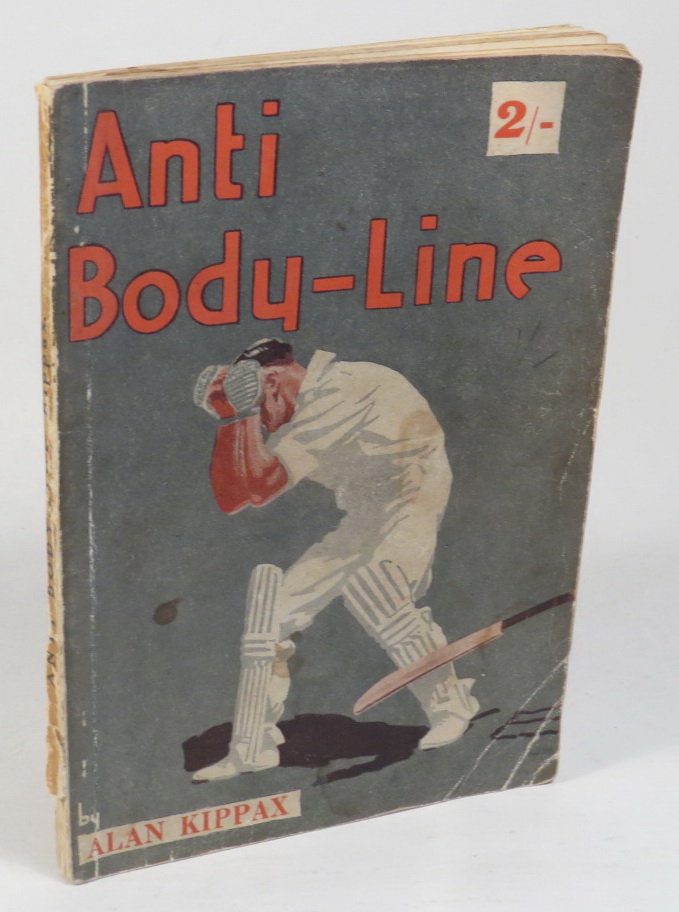 Anti
2/-
Body-Line
by
ALAN KIPPAX